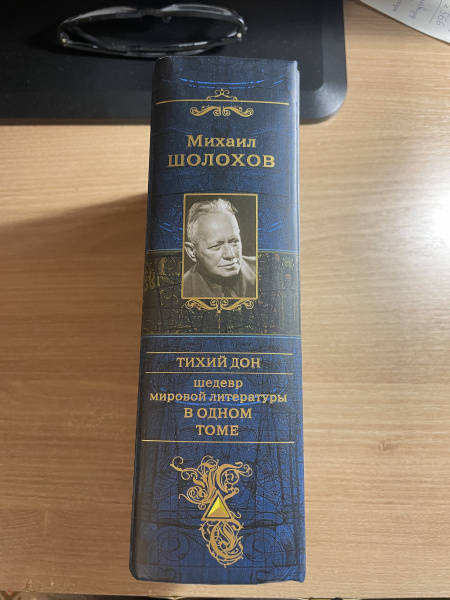 Михаил
ШОЛОХОВ
ТИХИЙ ДОН
шедевр
мировой литературы
В ОДНОМ
ТОМЕ